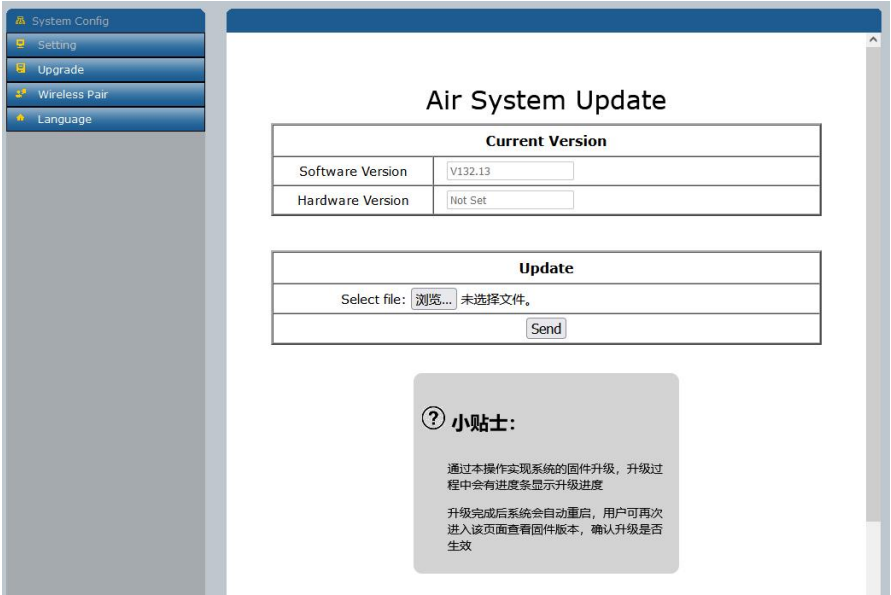 System Config
Setting
Upgrade
Wireless Pair
Language
Air System Update
Current Version
Software Version V132.13
Hardware Version Not Set
Update
Select file: 浏览... 未选择文件。
Send
? 小贴士：
通过本操作实现系统的固件升级，升级过
程中会有进度条显示升级进度
升级完成后系统会自动重启，用户可再次
进入该页面查看固件版本，确认升级是否
生效